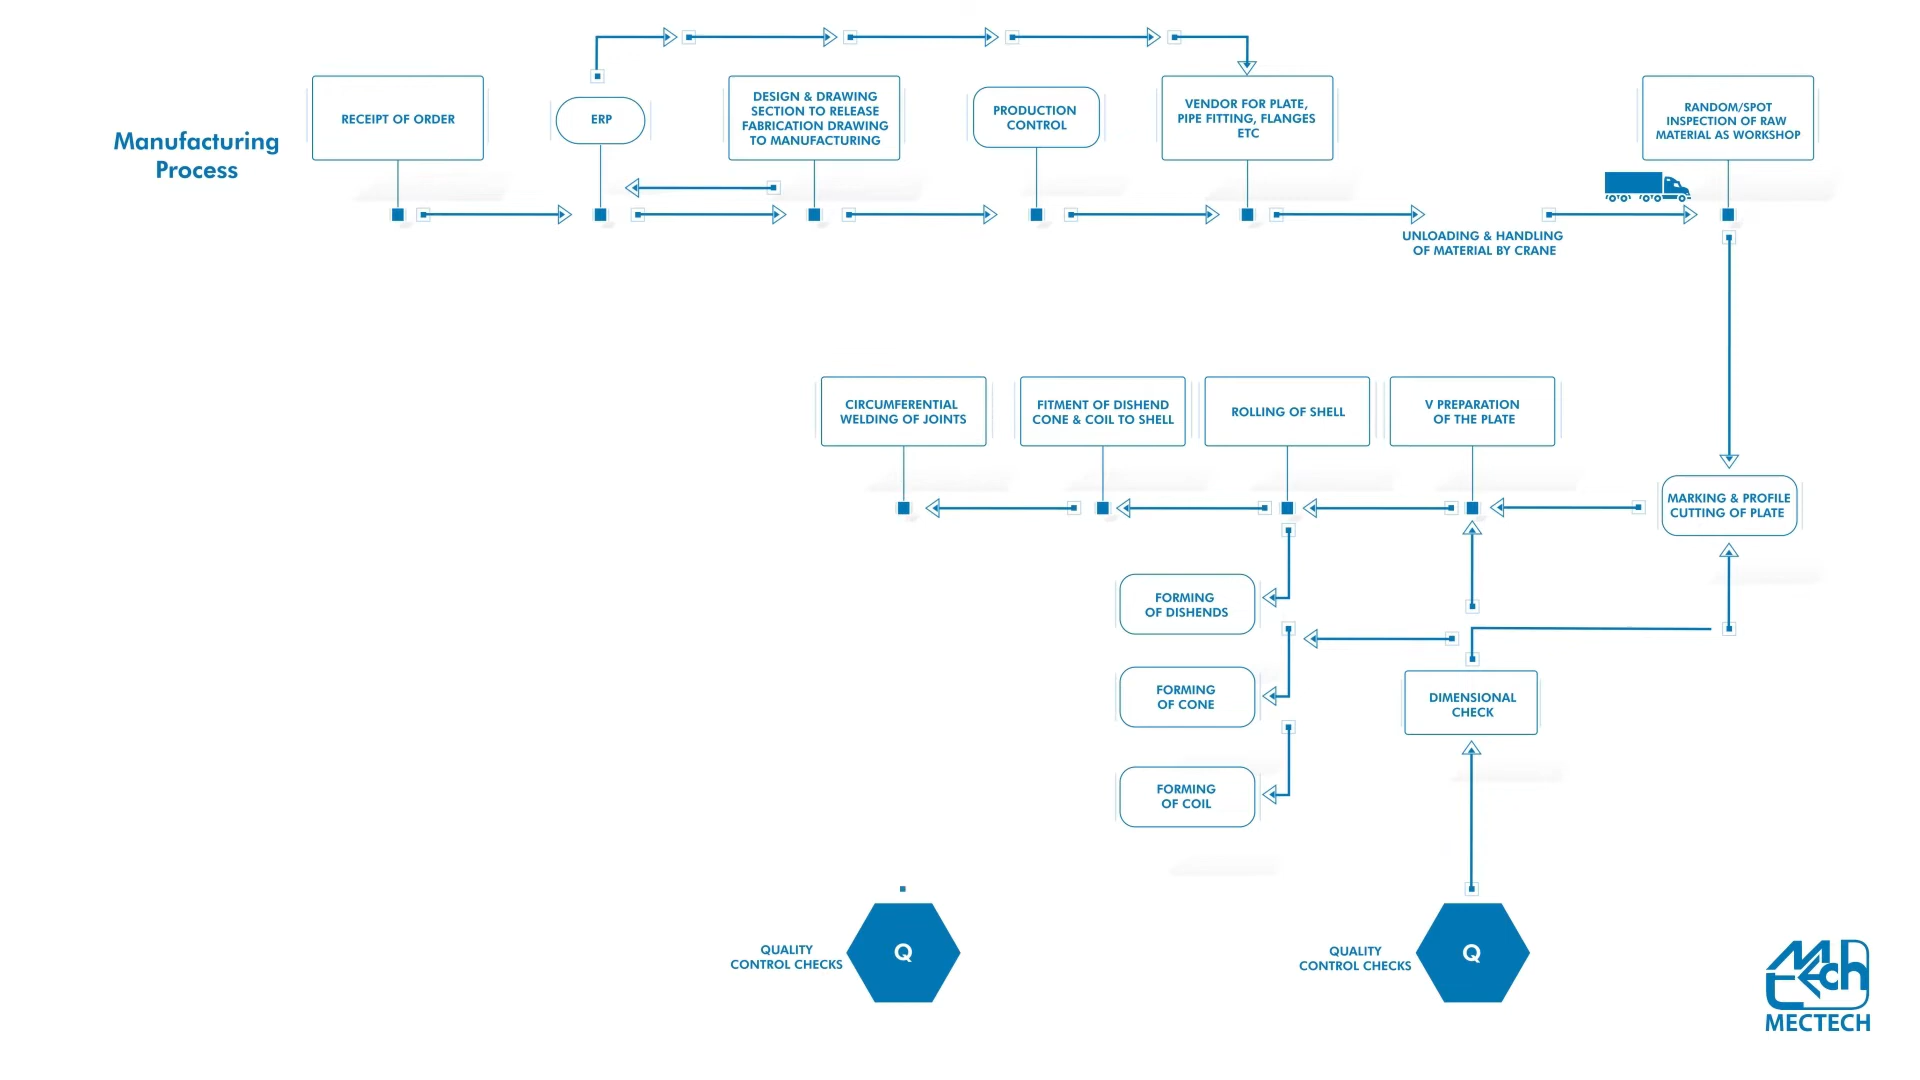 Manufacturing
Process
RECEIPT OF ORDER
ERP
DESIGN & DRAWING
SECTION TO RELEASE
FABRICATION DRAWING
TO MANUFACTURING
PRODUCTION
CONTROL
VENDOR FOR PLATE,
PIPE FITTING, FLANGES
ETC
RANDOM/SPOT
INSPECTION OF RAW
MATERIAL AS WORKSHOP
UNLOADING & HANDLING
OF MATERIAL BY CRANE
CIRCUMFERENTIAL
WELDING OF JOINTS
FITMENT OF DISHEND
CONE & COIL TO SHELL
ROLLING OF SHELL
V PREPARATION
OF THE PLATE
MARKING & PROFILE
CUTTING OF PLATE
FORMING
OF DISHENDS
FORMING
OF CONE
FORMING
OF COIL
DIMENSIONAL
CHECK
QUALITY
CONTROL CHECKS
Q
QUALITY
CONTROL CHECKS
Q
MEch
MECTECH